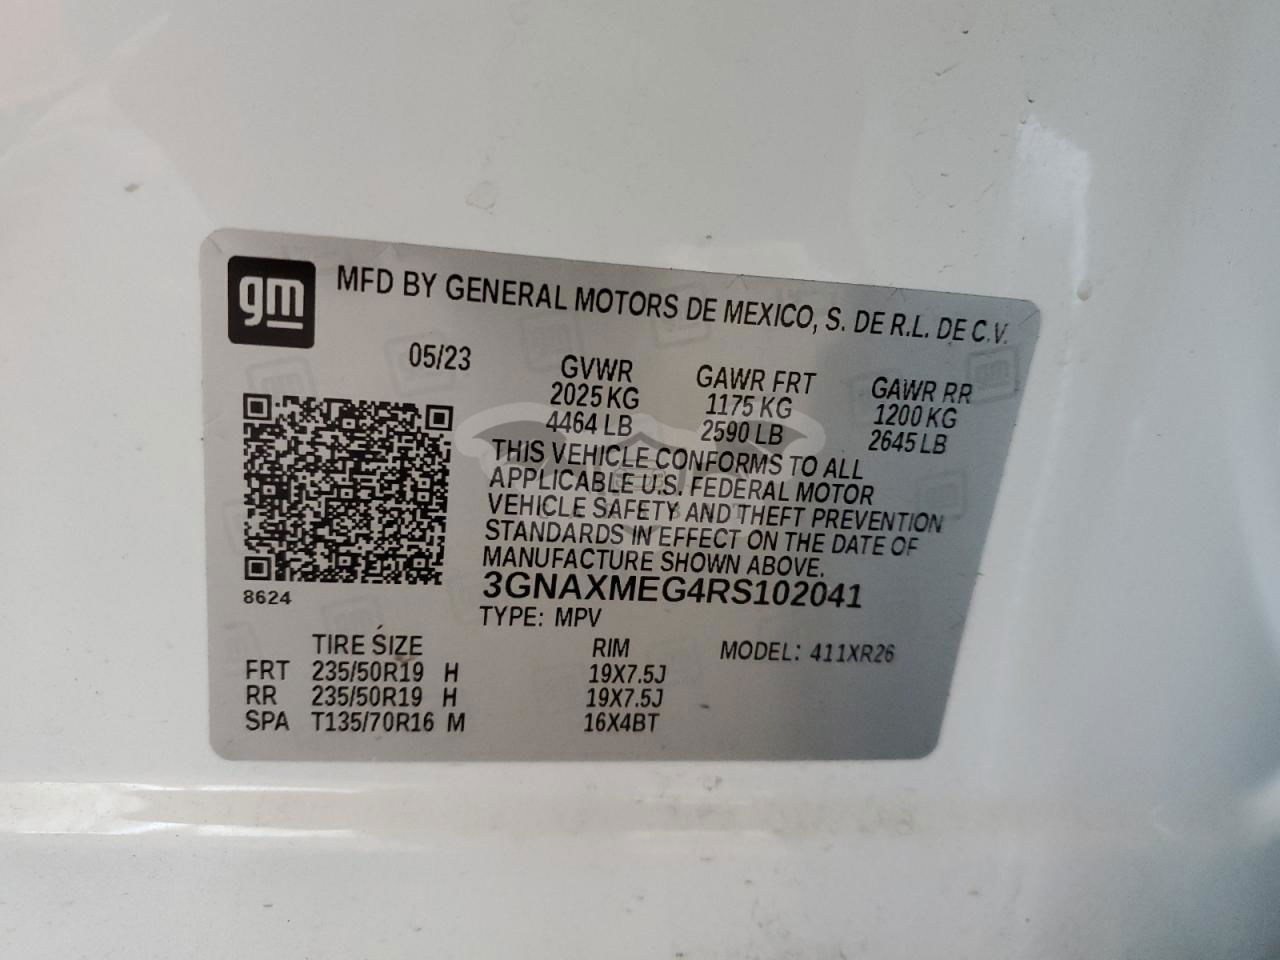 gm
MFD BY GENERAL MOTORS DE MEXICO, S. DE R.L. DE C.V.
05/23
GVWR GAWR FRT GAWR RR
2025 KG 1175 KG 1200 KG
4464 LB 2590 LB 2645 LB
THIS VEHICLE CONFORMS TO ALL
APPLICABLE U.S. FEDERAL MOTOR
VEHICLE SAFETY AND THEFT PREVENTION
STANDARDS IN EFFECT ON THE DATE OF
MANUFACTURE SHOWN ABOVE.
3GNAXMEG4RS102041
8624
TYPE: MPV
TIRE SIZE RIM MODEL: 411XR26
FRT 235/50R19 H 19X7.5J
RR 235/50R19 H 19X7.5J
SPA T135/70R16 M 16X4BT